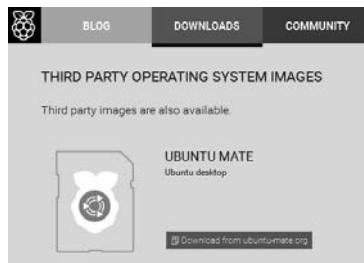 BLOG DOWNLOADS COMMUNITY
THIRD PARTY OPERATING SYSTEM IMAGES
Third party images are also available.
UBUNTU MATE
Ubuntu desktop
Download from ubuntu-mate.org